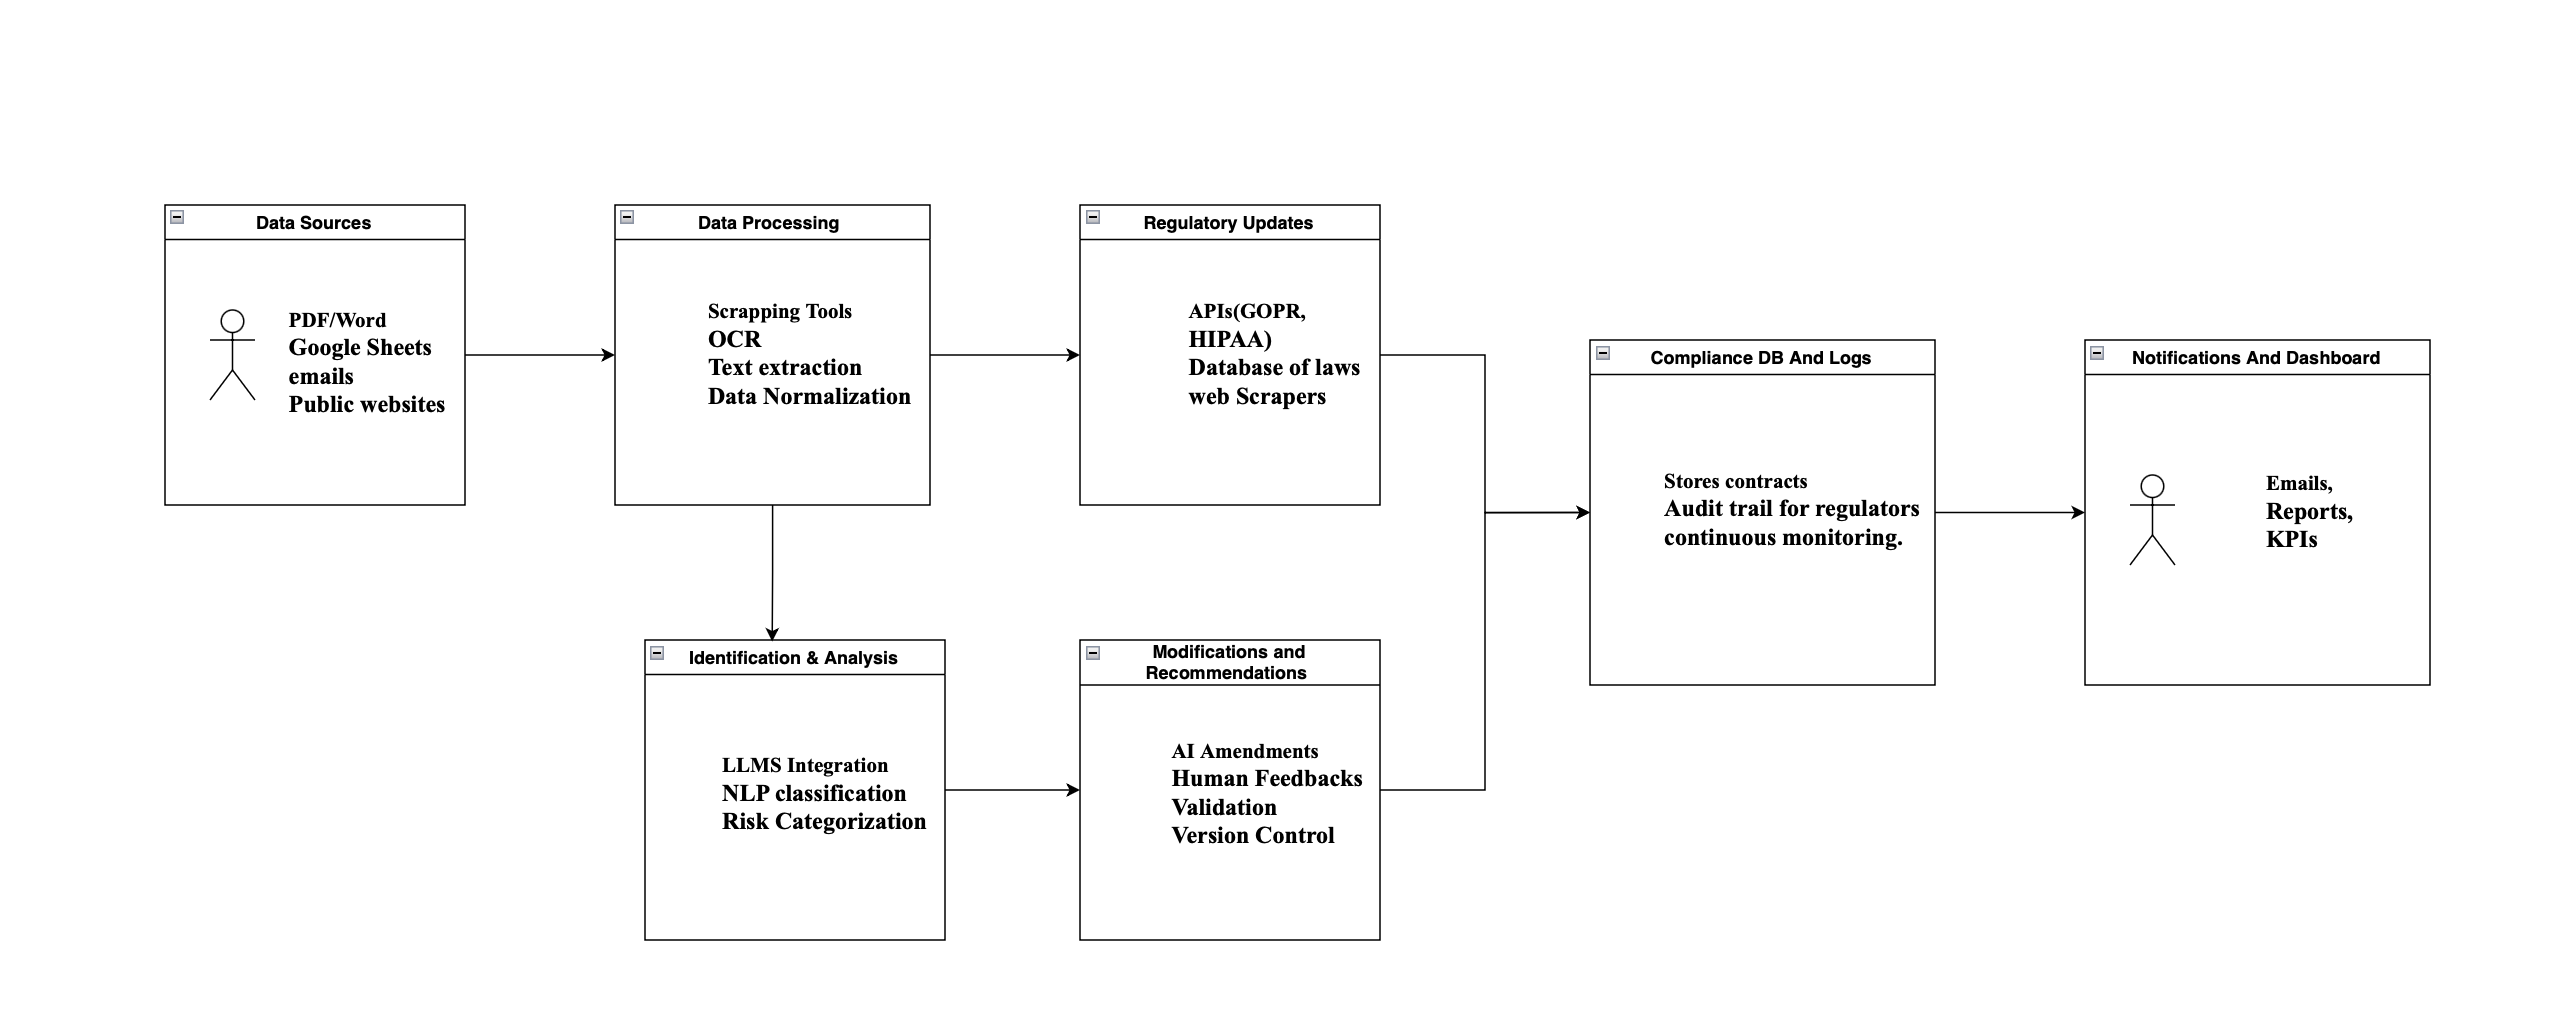 Data Sources
PDF/Word
Google Sheets
emails
Public websites
Data Processing
Scrapping Tools
OCR
Text extraction
Data Normalization
Regulatory Updates
APIs(GOPR,
HIPAA)
Database of laws
web Scrapers
Compliance DB And Logs
Stores contracts
Audit trail for regulators
continuous monitoring.
Notifications And Dashboard
Emails,
Reports,
KPIs
Identification & Analysis
LLMS Integration
NLP classification
Risk Categorization
Modifications and
Recommendations
AI Amendments
Human Feedbacks
Validation
Version Control